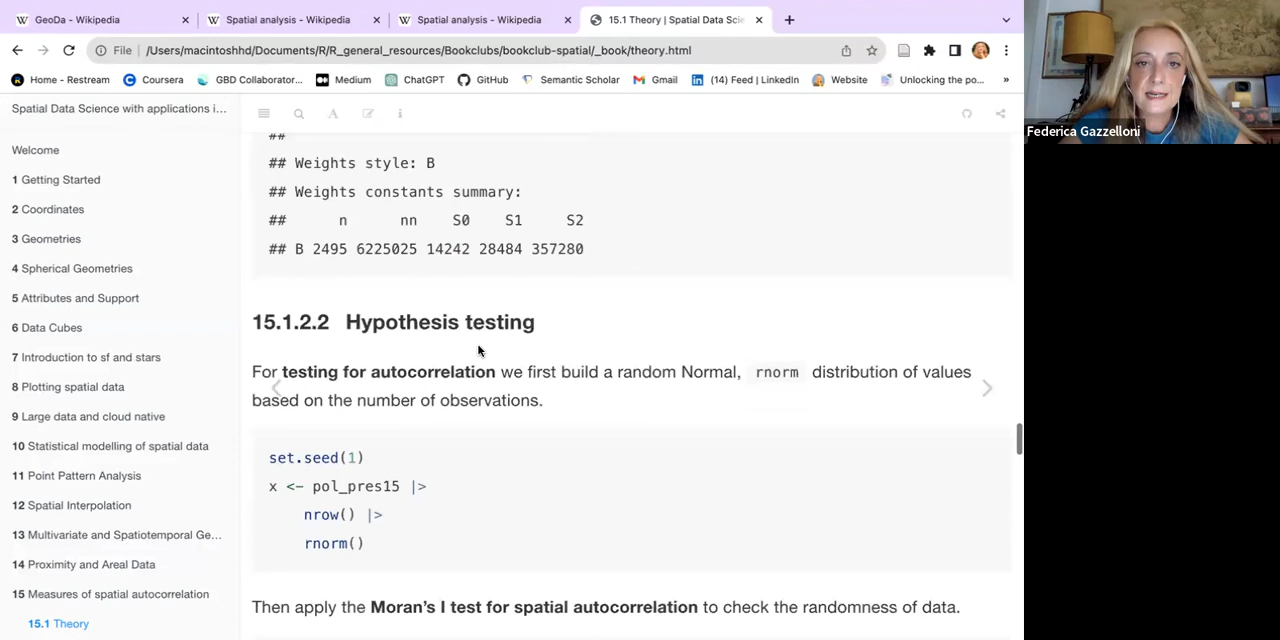 GeoDa - Wikipedia
Spatial analysis - Wikipedia
Spatial analysis - Wikipedia
15.1 Theory | Spatial Data Scie
File /Users/macintoshhd/Documents/R/R_general_resources/Bookclubs/bookclub-spatial/_book/theory.html
Home - Restream Coursera GBD Collaborator... Medium ChatGPT GitHub Semantic Scholar Gmail (14) Feed | LinkedIn Website Unlocking the po... »
Federica Gazzelloni
Spatial Data Science with applications i...
Welcome
1 Getting Started
2 Coordinates
3 Geometries
4 Spherical Geometries
5 Attributes and Support
6 Data Cubes
7 Introduction to sf and stars
8 Plotting spatial data
9 Large data and cloud native
10 Statistical modelling of spatial data
11 Point Pattern Analysis
12 Spatial Interpolation
13 Multivariate and Spatiotemporal Ge...
14 Proximity and Areal Data
15 Measures of spatial autocorrelation
15.1 Theory
A
##
## Weights style: B
## Weights constants summary:
## n nn S0 S1 S2
## B 2495 6225025 14242 28484 357280
15.1.2.2 Hypothesis testing
For testing for autocorrelation we first build a random Normal, rnorm distribution of values
based on the number of observations.
set.seed(1)
x <- pol_pres15 |>
nrow() |>
rnorm()
Then apply the Moran's I test for spatial autocorrelation to check the randomness of data.